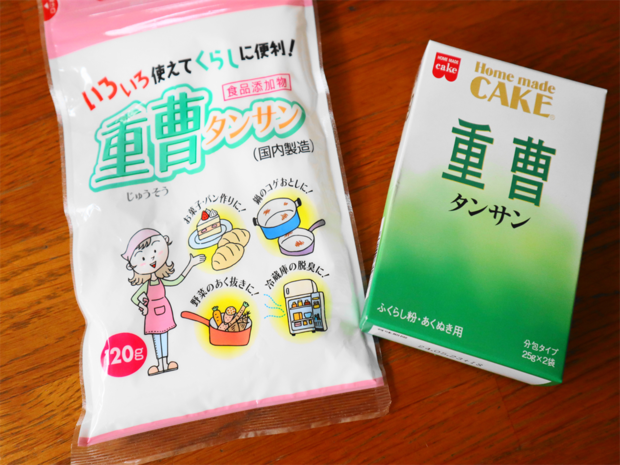 いろいろ使えてくらしに便利!
食品添加物
重曹タンサン
じゅうそう
(国内製造)
お菓子・パン作りに!
鍋のコゲおとしに!
野菜のあく抜きに!
冷蔵庫の脱臭に!
120g
HOME MADE
cake
Home made
CAKE
重曹
タンサン
ふくらし粉・あくぬき用
分包タイプ
25g×2袋